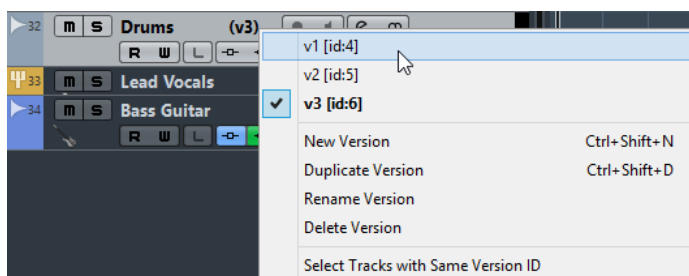 32 m S Drums (v3) e
R W L
33 m S Lead Vocals
34 m S Bass Guitar
R W L
v1 [id:4]
v2 [id:5]
v3 [id:6]
New Version Ctrl+Shift+N
Duplicate Version Ctrl+Shift+D
Rename Version
Delete Version
Select Tracks with Same Version ID